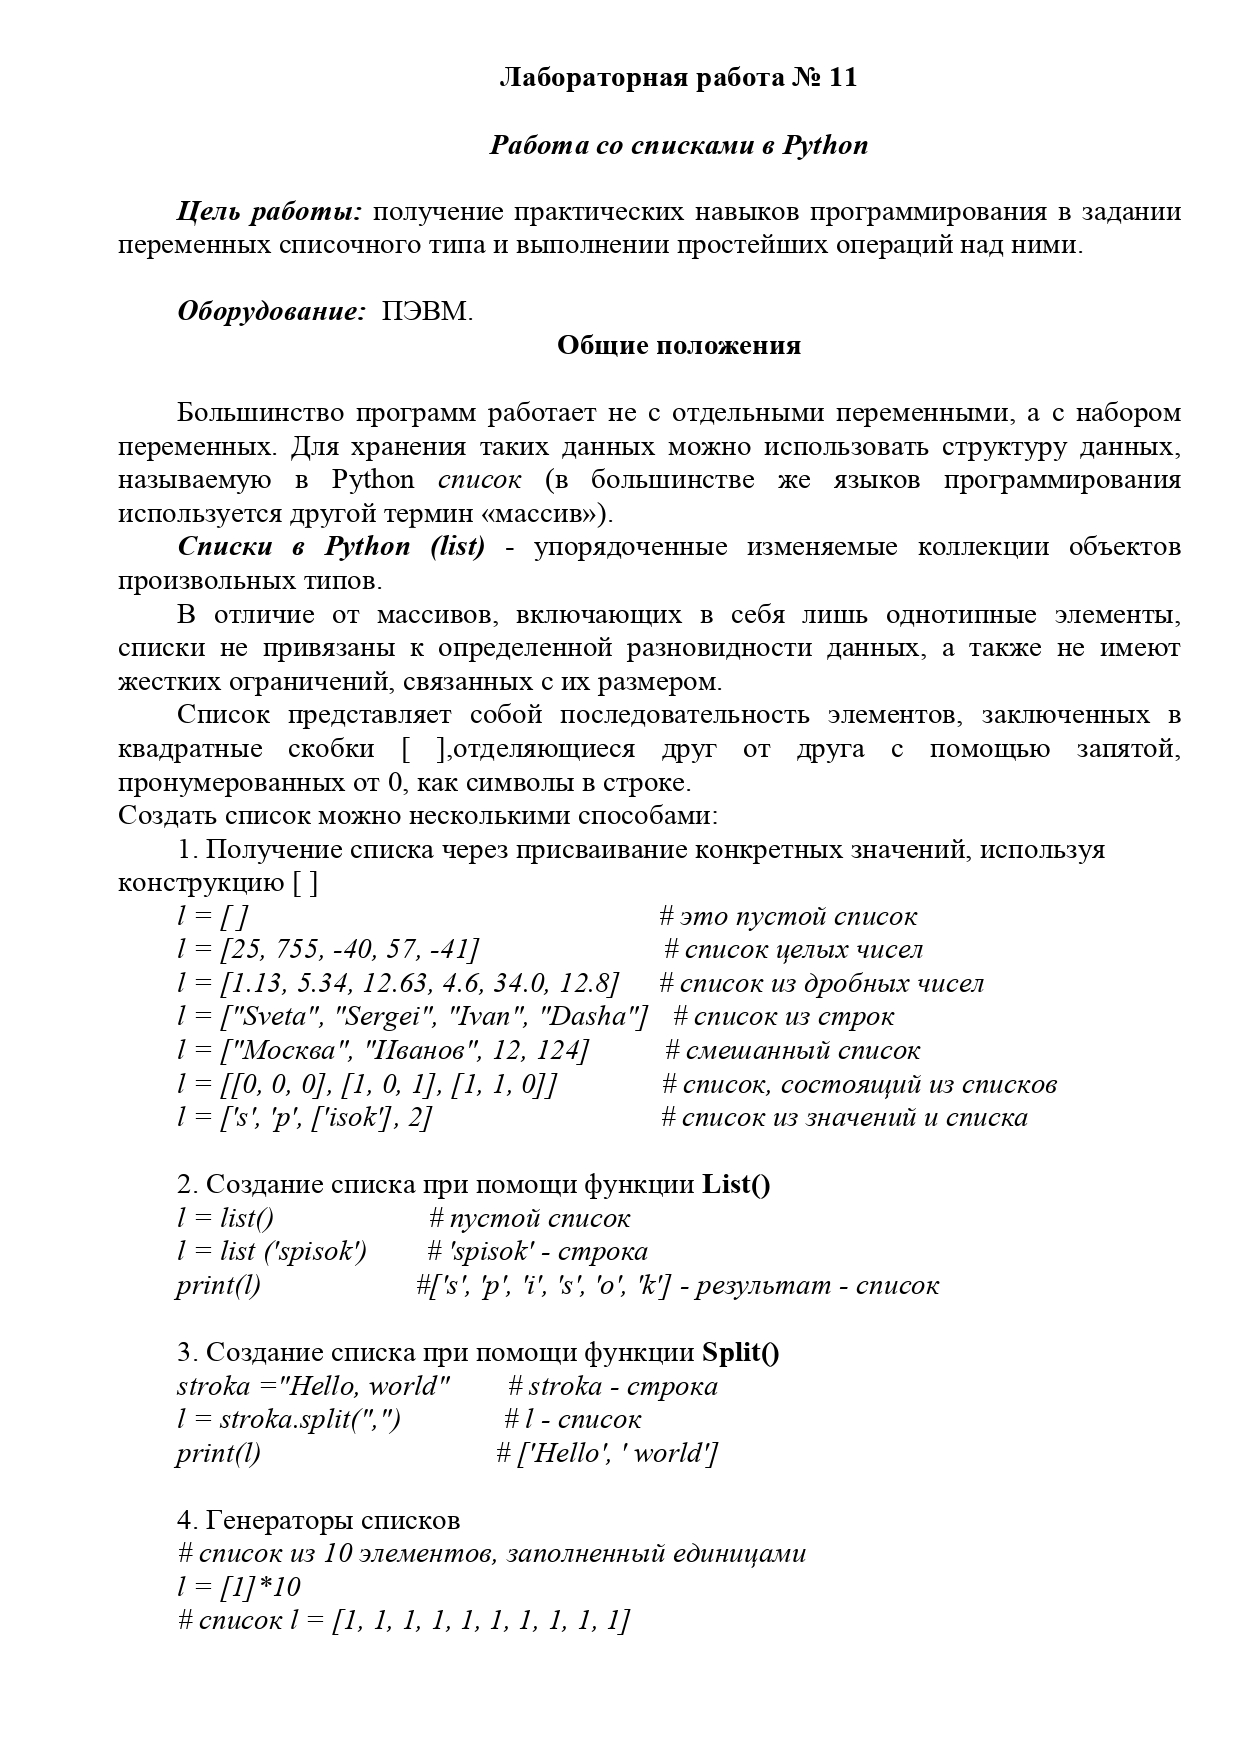 Лабораторная работа № 11
Работа со списками в Python
Цель работы: получение практических навыков программирования в задании
переменных списочного типа и выполнении простейших операций над ними.
Оборудование: ПЭВМ.
Общие положения
Большинство программ работает не с отдельными переменными, а с набором
переменных. Для хранения таких данных можно использовать структуру данных,
называемую в Python список (в большинстве же языков программирования
используется другой термин «массив»).
Списки в Python (list) - упорядоченные изменяемые коллекции объектов
произвольных типов.
В отличие от массивов, включающих в себя лишь однотипные элементы,
списки не привязаны к определенной разновидности данных, а также не имеют
жестких ограничений, связанных с их размером.
Список представляет собой последовательность элементов, заключенных в
квадратные скобки [ ],отделяющиеся друг от друга с помощью запятой,
пронумерованных от 0, как символы в строке.
Создать список можно несколькими способами:
1. Получение списка через присваивание конкретных значений, используя
конструкцию [ ]
l = [ ] # это пустой список
l = [25, 755, -40, 57, -41] # список целых чисел
l = [1.13, 5.34, 12.63, 4.6, 34.0, 12.8] # список из дробных чисел
l = ["Sveta", "Sergei", "Ivan", "Dasha"] # список из строк
l = ["Москва", "Иванов", 12, 124] # смешанный список
l = [[0, 0, 0], [1, 0, 1], [1, 1, 0]] # список, состоящий из списков
l = ['s', 'p', ['isok'], 2] # список из значений и списка
2. Создание списка при помощи функции List()
l = list() # пустой список
l = list ('spisok') # 'spisok' - строка
print(l) #['s', 'p', 'i', 's', 'o', 'k'] - результат - список
3. Создание списка при помощи функции Split()
stroka ="Hello, world" # stroka - строка
l = stroka.split(",") # l - список
print(l) # ['Hello', ' world']
4. Генераторы списков
# список из 10 элементов, заполненный единицами
l = [1]*10
# список l = [1, 1, 1, 1, 1, 1, 1, 1, 1, 1]